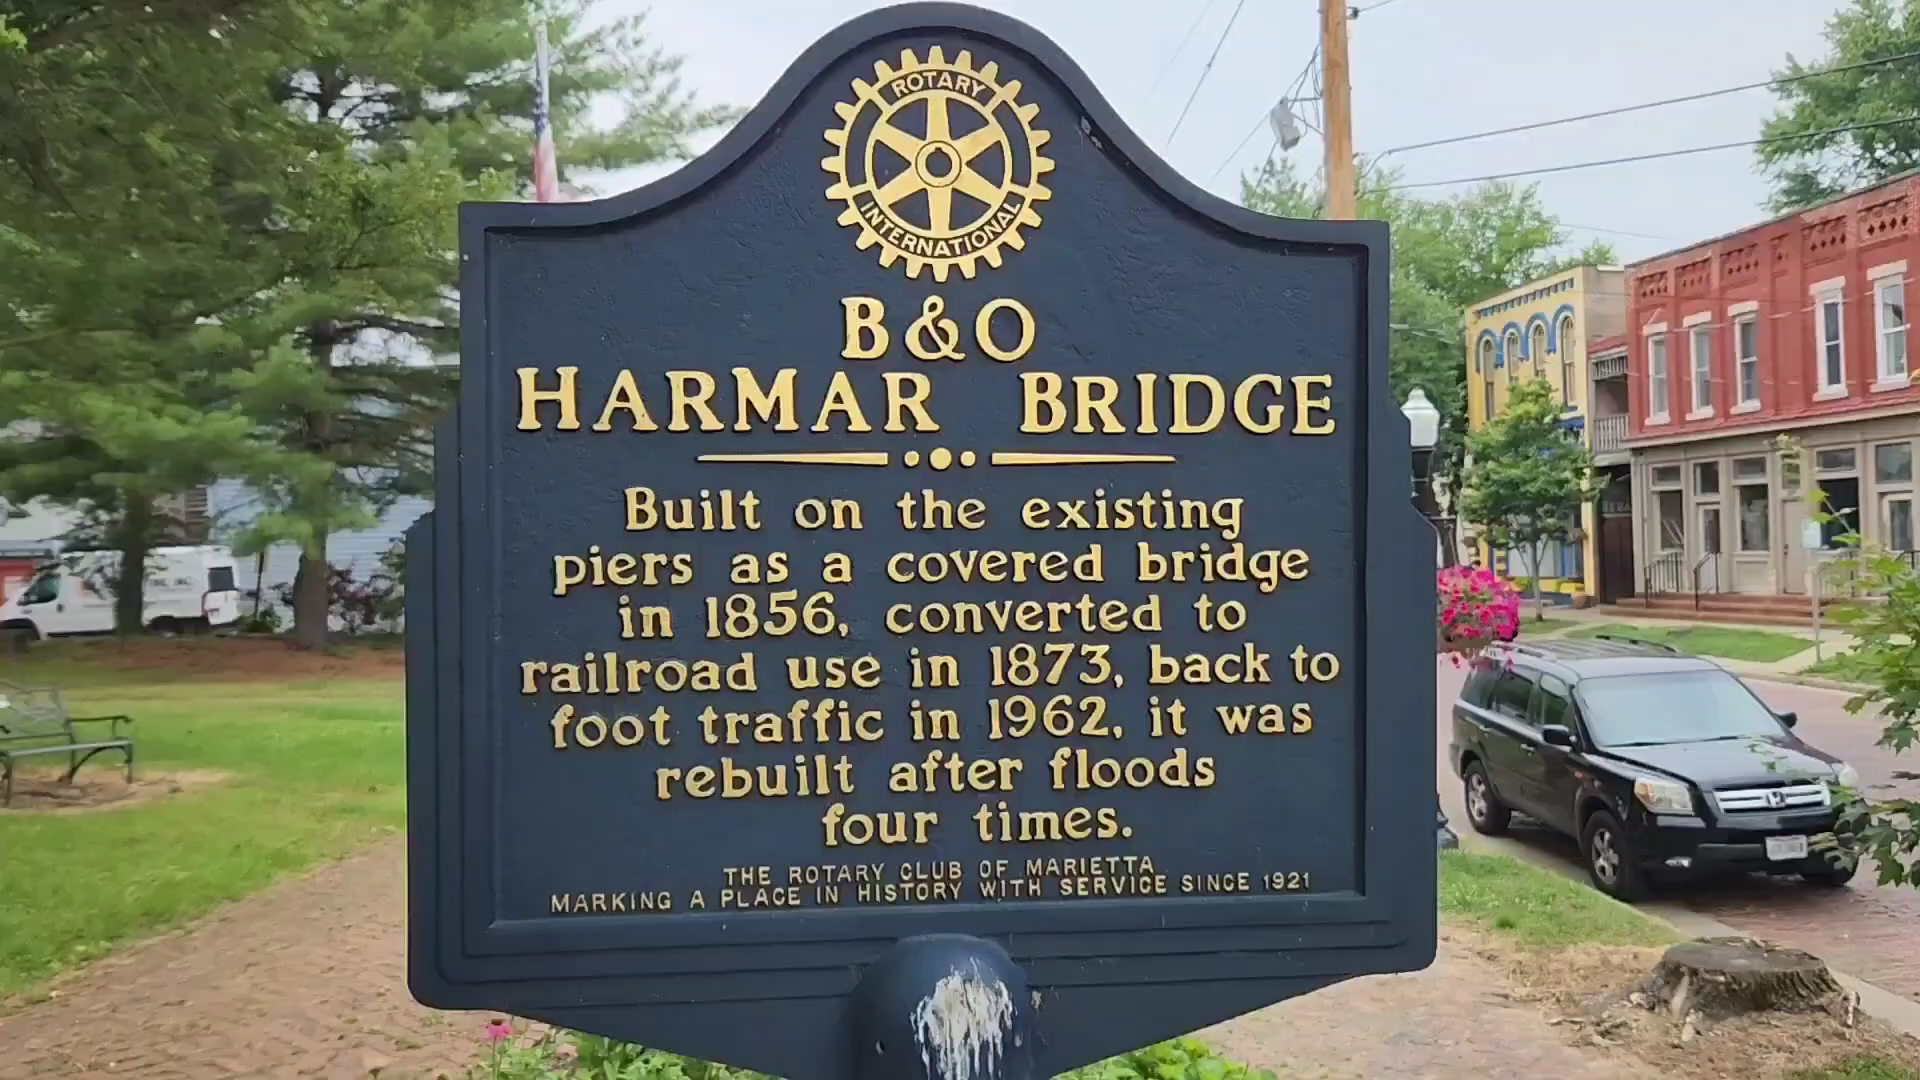 ROTARY
INTERNATIONAL
B&O
HARMAR BRIDGE
Built on the existing
piers as a covered bridge
in 1856, converted to
railroad use in 1873, back to
foot traffic in 1962, it was
rebuilt after floods
four times.
THE ROTARY CLUB OF MARIETTA
MARKING A PLACE IN HISTORY WITH SERVICE SINCE 1921